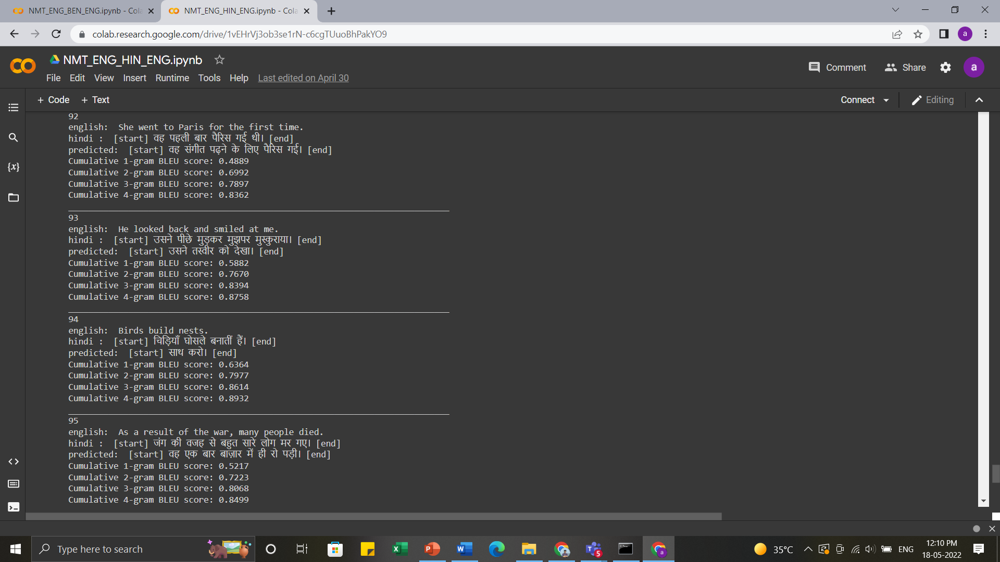 NMT_ENG_BEN_ENG.ipynb - Cola
NMT_ENG_HIN_ENG.ipynb - Cola
colab.research.google.com/drive/1vEHrVj3ob3se1rN-c6cgTUuoBhPakYO9
a
NMT_ENG_HIN_ENG.ipynb
Comment
Share
a
File Edit View Insert Runtime Tools Help Last edited on April 30
+ Code + Text
Connect
Editing
{x}
92
english:  She went to Paris for the first time.
hindi :  [start] वह पहली बार पैरिस गई थी। [end]
predicted:  [start] वह संगीत पढ़ने के लिए पैरिस गई। [end]
Cumulative 1-gram BLEU score: 0.4889
Cumulative 2-gram BLEU score: 0.6992
Cumulative 3-gram BLEU score: 0.7897
Cumulative 4-gram BLEU score: 0.8362
93
english:  He looked back and smiled at me.
hindi :  [start] उसने पीछे मुड़कर मुझपर मुस्कुराया। [end]
predicted:  [start] उसने तस्वीर को देखा। [end]
Cumulative 1-gram BLEU score: 0.5882
Cumulative 2-gram BLEU score: 0.7670
Cumulative 3-gram BLEU score: 0.8394
Cumulative 4-gram BLEU score: 0.8758
94
english:  Birds build nests.
hindi :  [start] चिड़ियाँ घोसले बनातीं हैं। [end]
predicted:  [start] साथ करो। [end]
Cumulative 1-gram BLEU score: 0.6364
Cumulative 2-gram BLEU score: 0.7977
Cumulative 3-gram BLEU score: 0.8614
Cumulative 4-gram BLEU score: 0.8932
95
english:  As a result of the war, many people died.
hindi :  [start] जंग की वजह से बहुत सारे लोग मर गए। [end]
predicted:  [start] वह एक बार बाज़ार में ही रो पड़ी। [end]
Cumulative 1-gram BLEU score: 0.5217
Cumulative 2-gram BLEU score: 0.7223
Cumulative 3-gram BLEU score: 0.8068
Cumulative 4-gram BLEU score: 0.8499
Type here to search
5
35°C
ENG
12:10 PM
18-05-2022